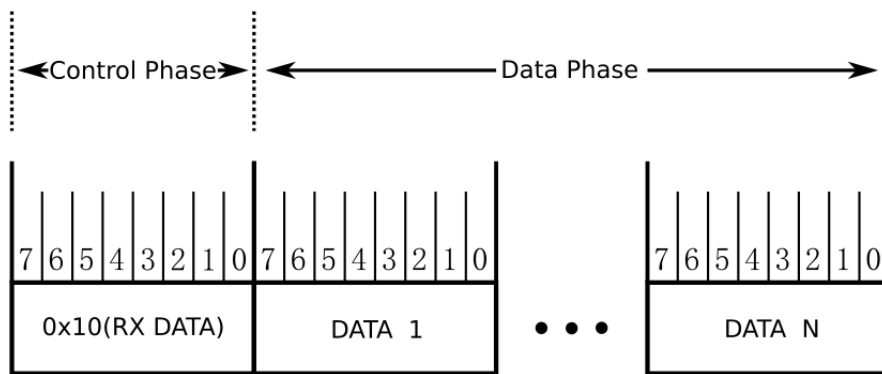 Control Phase Data Phase
7 6 5 4 3 2 1 0 7 6 5 4 3 2 1 0 7 6 5 4 3 2 1 0
0x10(RX DATA) DATA 1 ••• DATA N